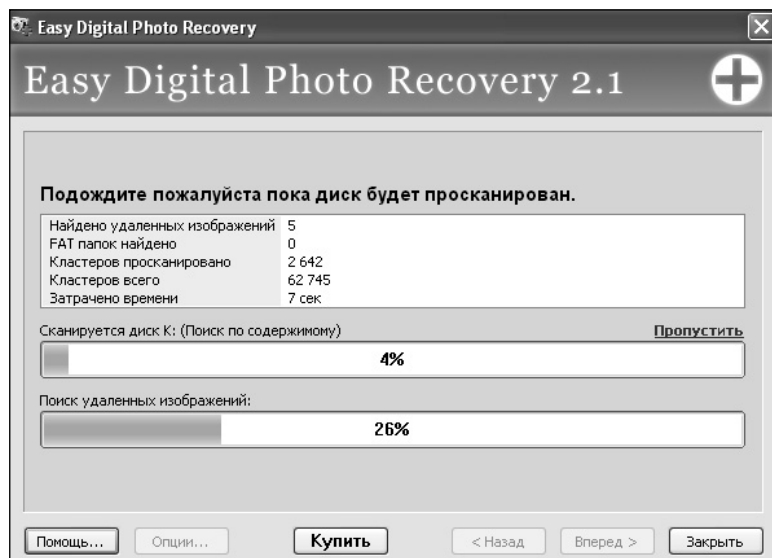 Easy Digital Photo Recovery
Easy Digital Photo Recovery 2.1
Подождите пожалуйста пока диск будет просканирован.
Найдено удаленных изображений 5
FAT папок найдено 0
Кластеров просканировано 2 642
Кластеров всего 62 745
Затрачено времени 7 сек
Сканируется диск K: (Поиск по содержимому) Пропустить
4%
Поиск удаленных изображений:
26%
Помощь... Опции... Купить < Назад Вперед > Закрыть